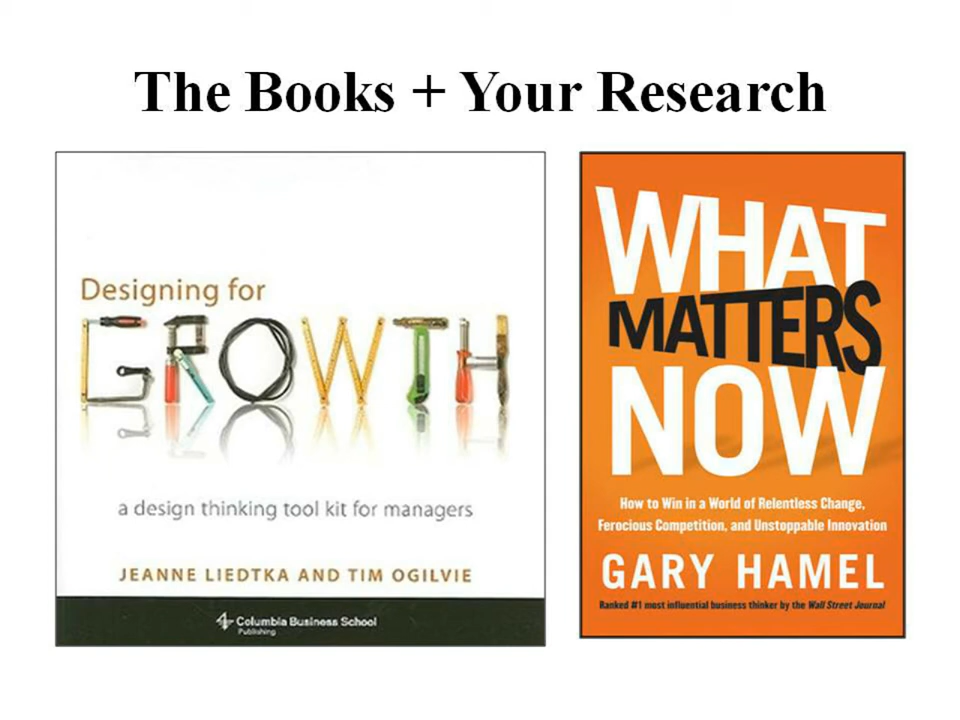 The Books + Your Research
Designing for
GROWTH
a design thinking tool kit for managers
JEANNE LIEDTKA AND TIM OGILVIE
Columbia Business School
Publishing
WHAT
MATTERS
NOW
How to Win in a World of Relentless Change,
Ferocious Competition, and Unstoppable Innovation
GARY HAMEL
Ranked #1 most influential business thinker by the Wall Street Journal